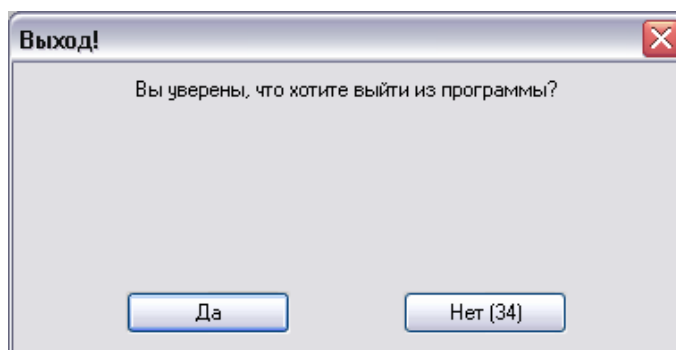 Выход!
Вы уверены, что хотите выйти из программы?
Да
Нет (34)